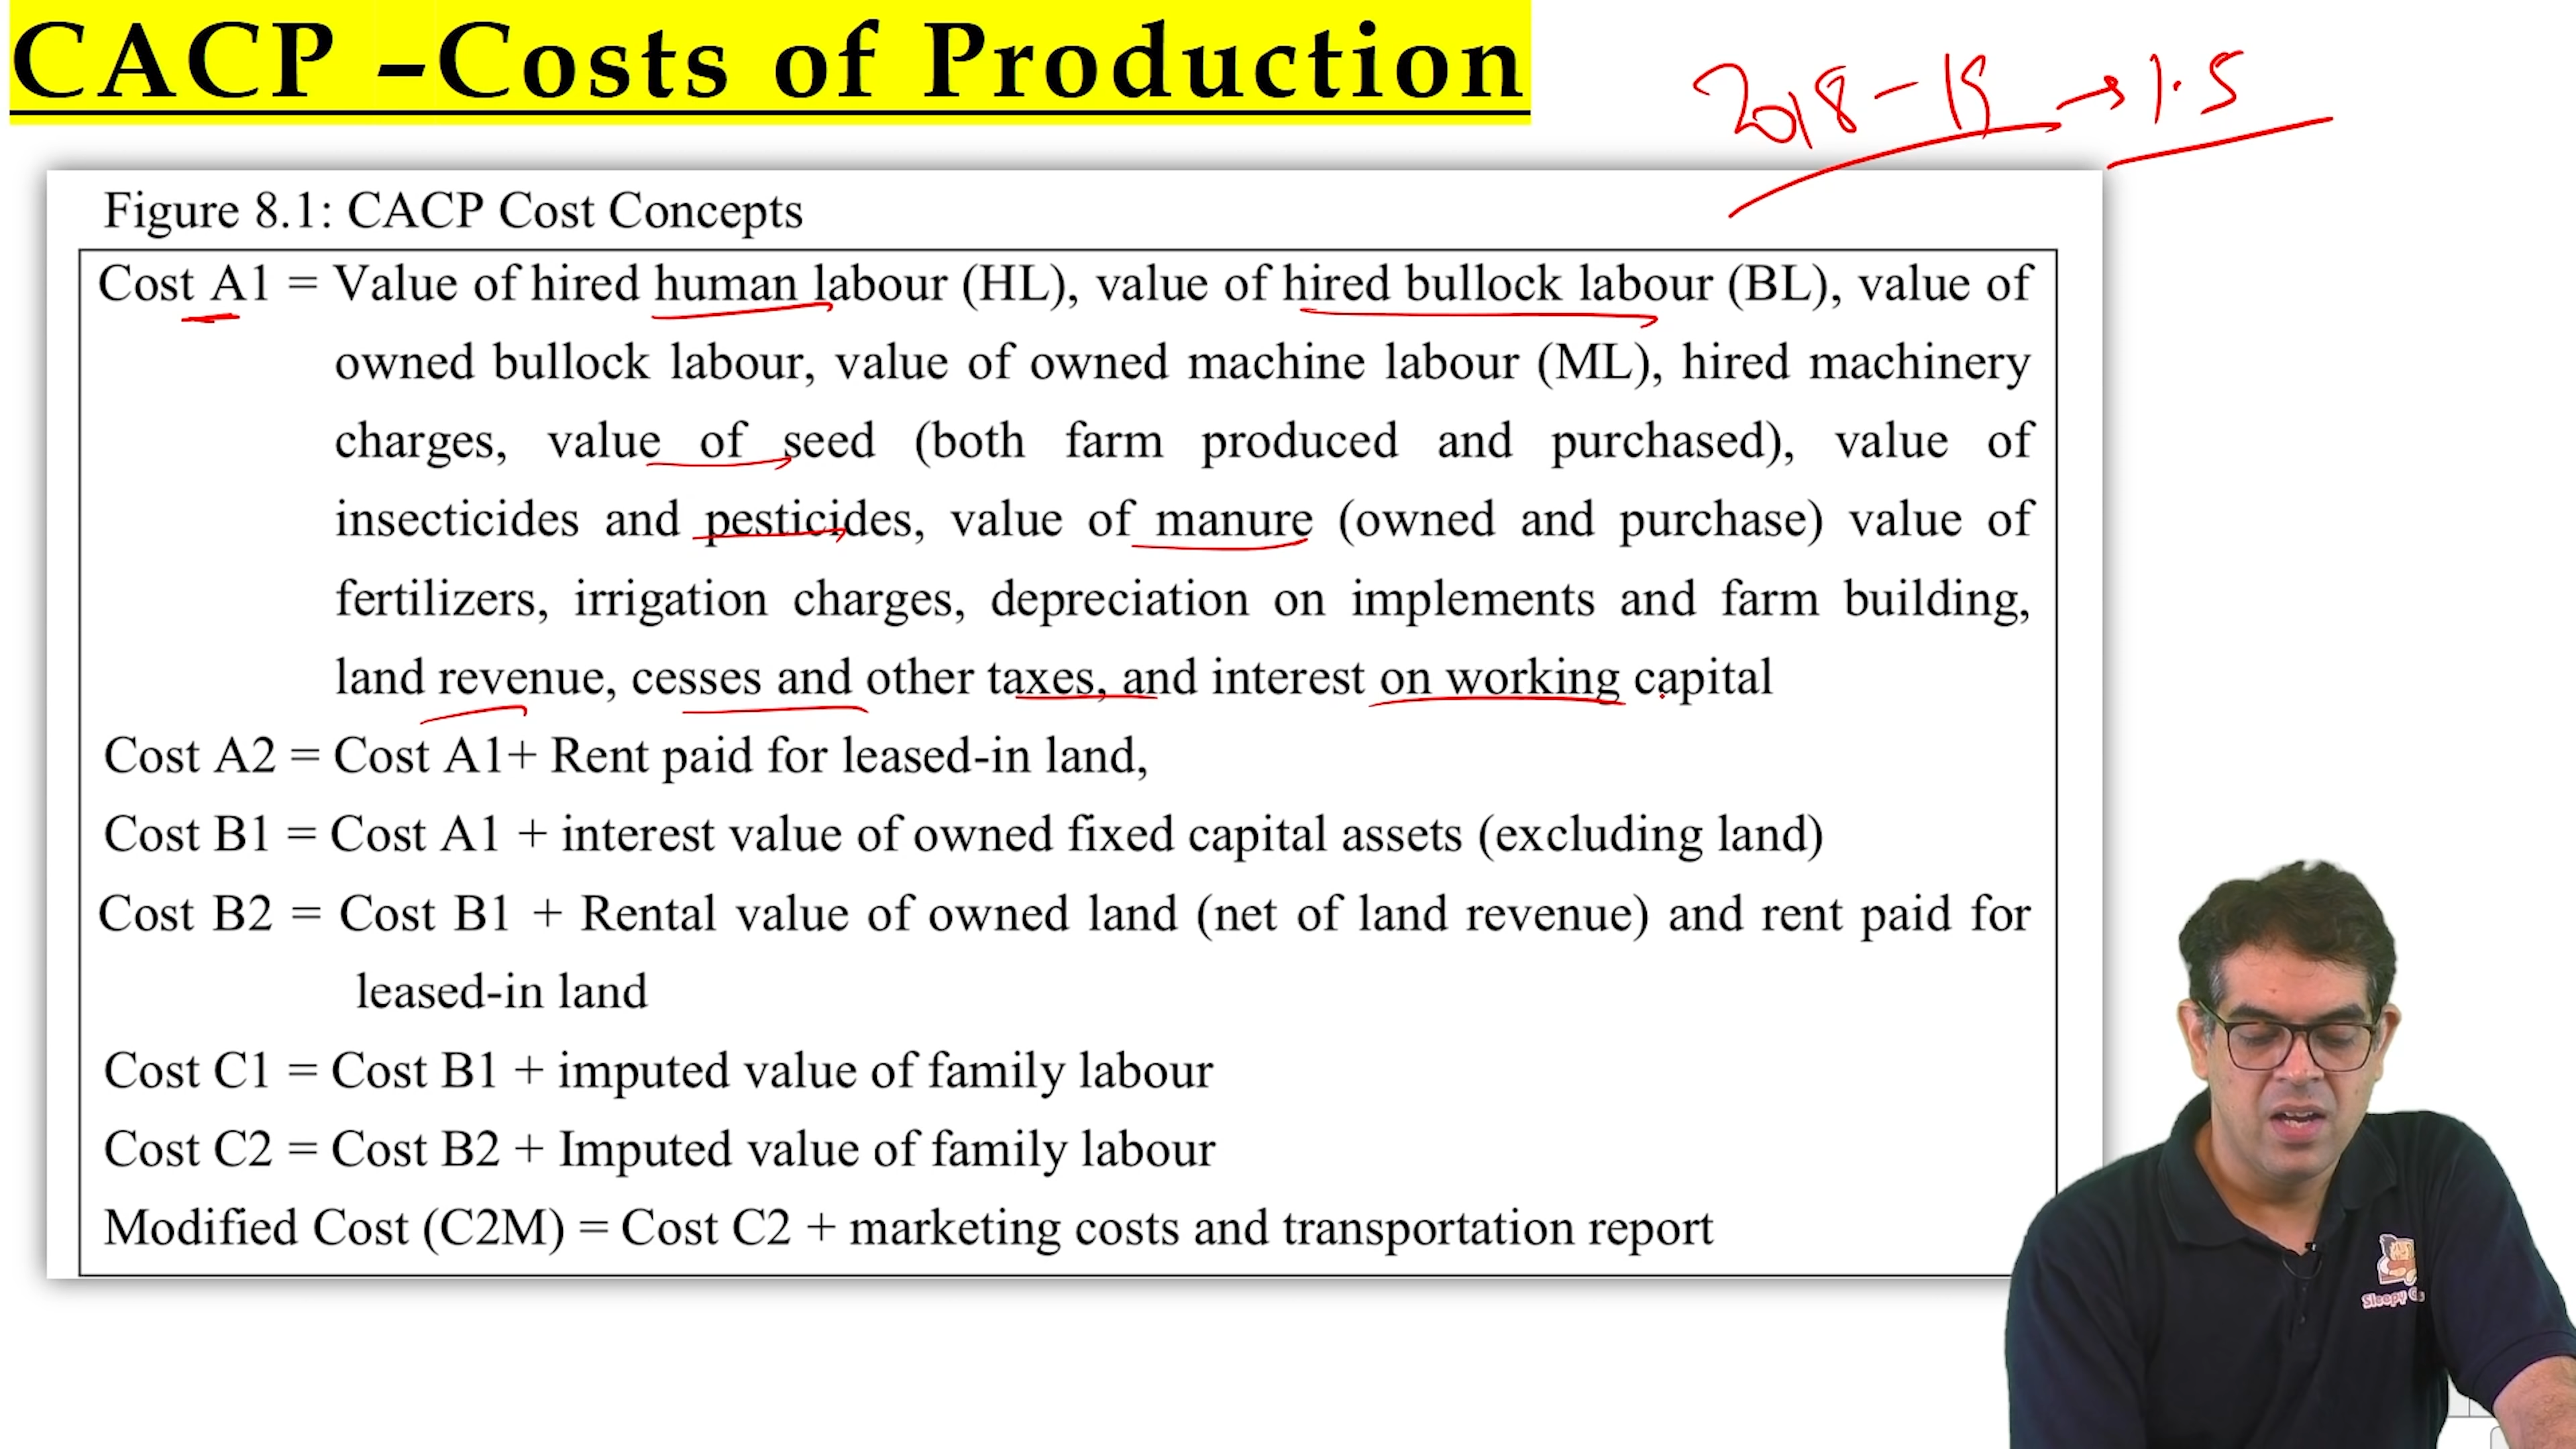 CACP –Costs of Production
2018-19 → 1.5
Figure 8.1: CACP Cost Concepts
Cost A1 = Value of hired human labour (HL), value of hired bullock labour (BL), value of
owned bullock labour, value of owned machine labour (ML), hired machinery
charges, value of seed (both farm produced and purchased), value of
insecticides and pesticides, value of manure (owned and purchase) value of
fertilizers, irrigation charges, depreciation on implements and farm building,
land revenue, cesses and other taxes, and interest on working capital
Cost A2 = Cost A1+ Rent paid for leased-in land,
Cost B1 = Cost A1 + interest value of owned fixed capital assets (excluding land)
Cost B2 = Cost B1 + Rental value of owned land (net of land revenue) and rent paid for
leased-in land
Cost C1 = Cost B1 + imputed value of family labour
Cost C2 = Cost B2 + Imputed value of family labour
Modified Cost (C2M) = Cost C2 + marketing costs and transportation report
Sleepy